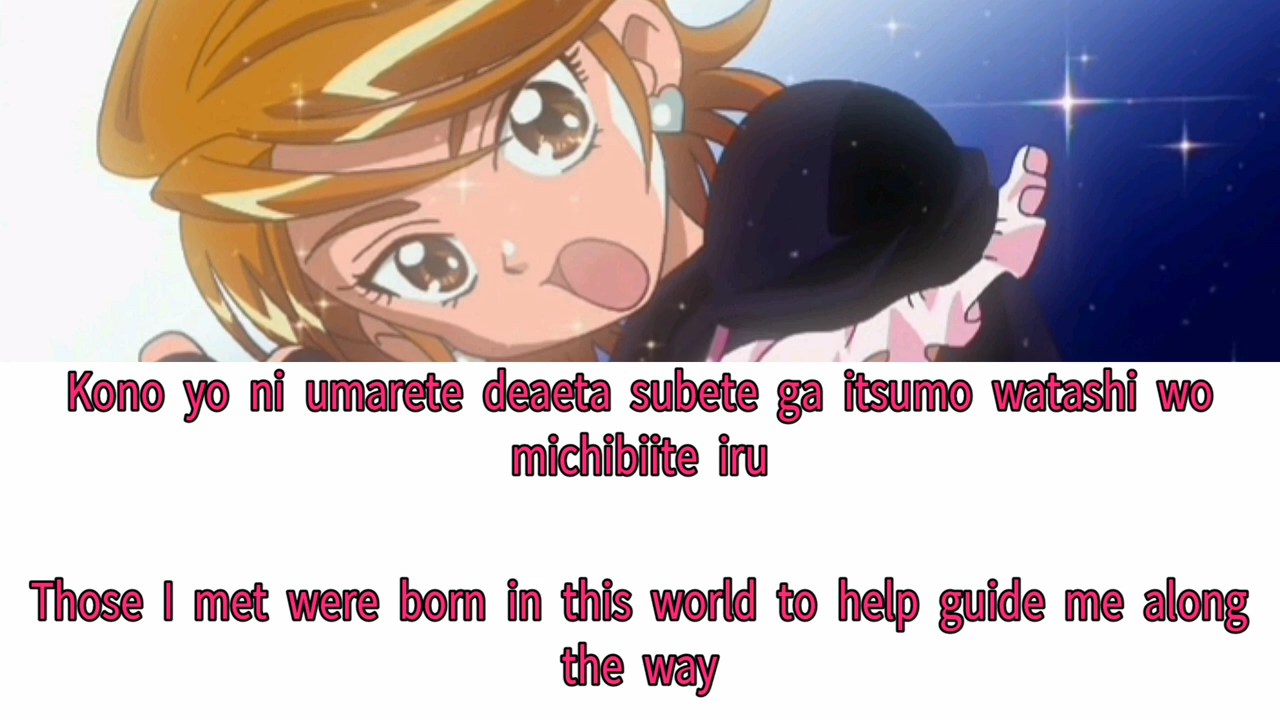 Kono yo ni umarete deaeta subete ga itsumo watashi wo
michibiite iru
Those I met were born in this world to help guide me along
the way